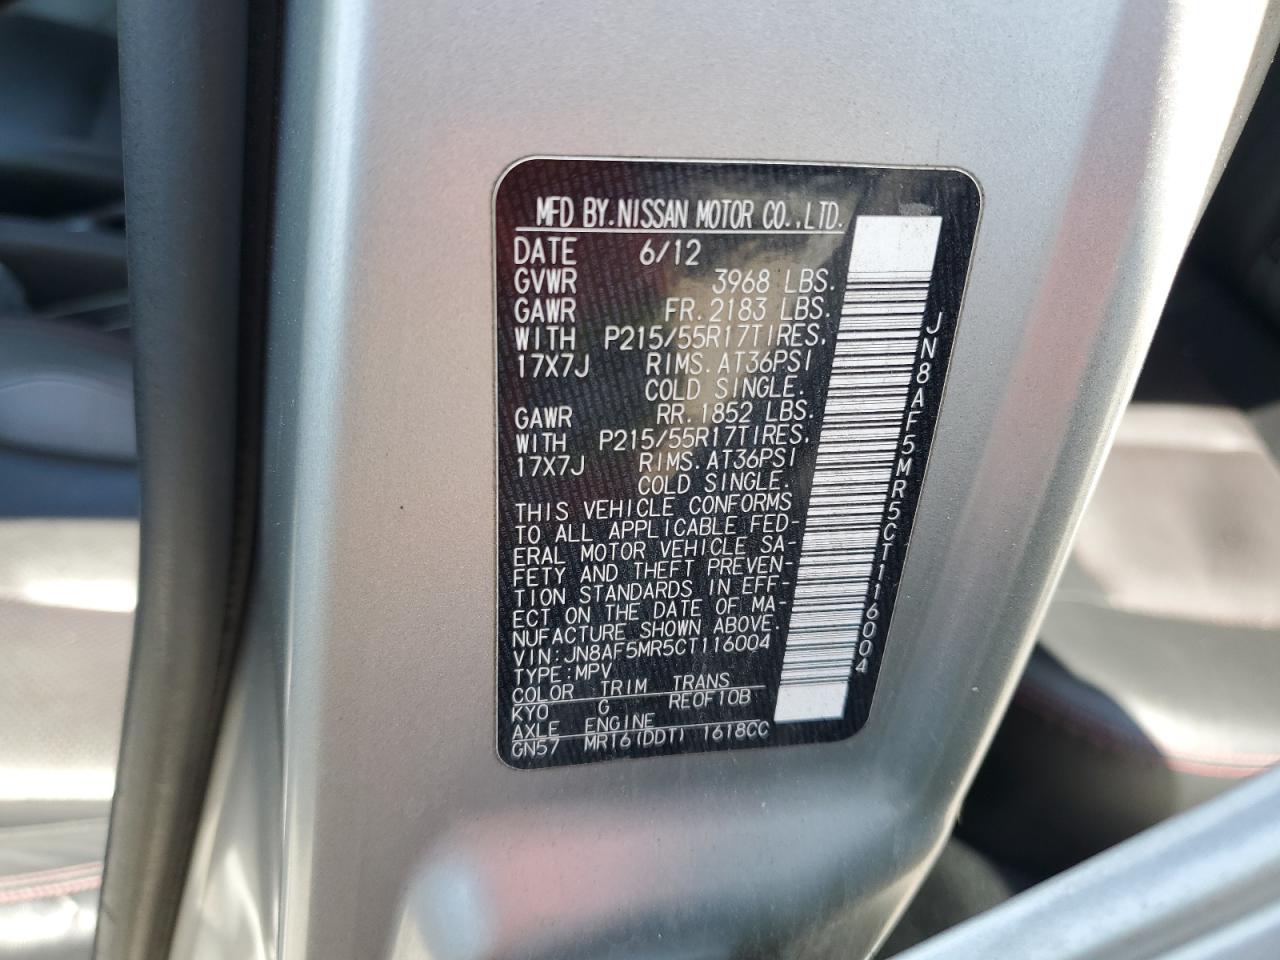 MFD BY.NISSAN MOTOR CO.,LTD.
DATE 6/12
GVWR 3968 LBS.
GAWR FR.2183 LBS.
WITH P215/55R17TIRES.
17X7J RIMS.AT36PSI
COLD SINGLE.
GAWR RR.1852 LBS.
WITH P215/55R17TIRES.
17X7J RIMS.AT36PSI
COLD SINGLE.
THIS VEHICLE CONFORMS
TO ALL APPLICABLE FED-
ERAL MOTOR VEHICLE SA-
FETY AND THEFT PREVEN-
TION STANDARDS IN EFF-
ECT ON THE DATE OF MA-
NUFACTURE SHOWN ABOVE.
VIN:JN8AF5MR5CT116004
TYPE:MPV
COLOR TRIM TRANS
KYO G REOF10B
AXLE ENGINE
GN57 MR16(DDT) 1618CC
JN8AF5MR5CT116004